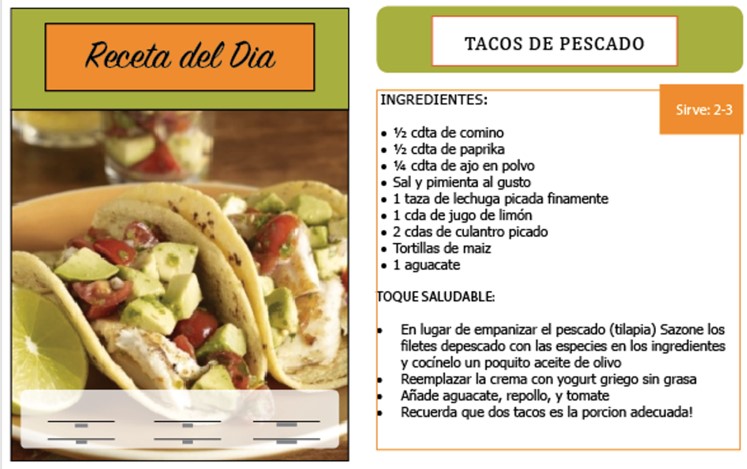 Receta del Dia
TACOS DE PESCADO
Sirve: 2-3
INGREDIENTES:
• ½ cdta de comino
• ½ cdta de paprika
• ¼ cdta de ajo en polvo
• Sal y pimienta al gusto
• 1 taza de lechuga picada finamente
• 1 cda de jugo de limón
• 2 cdas de culantro picado
• Tortillas de maiz
• 1 aguacate
TOQUE SALUDABLE:
• En lugar de empanizar el pescado (tilapia) Sazone los
filetes depescado con las especies en los ingredientes
y cocínelo un poquito aceite de olivo
• Reemplazar la crema con yogurt griego sin grasa
• Añade aguacate, repollo, y tomate
• Recuerda que dos tacos es la porcion adecuada!